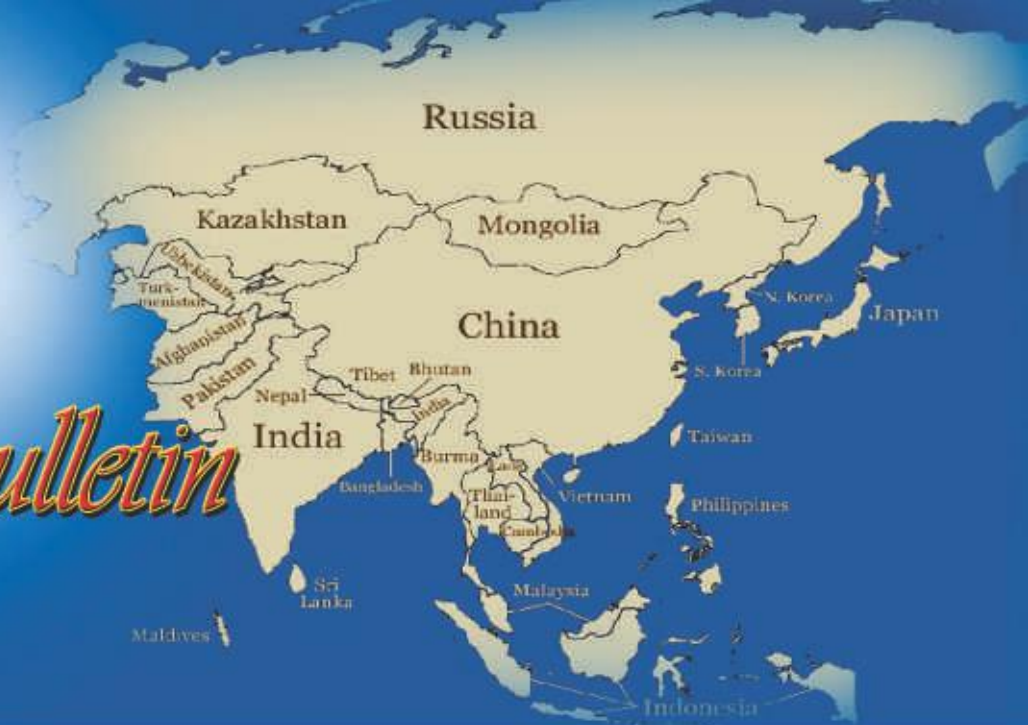 Russia
Kazakhstan
Mongolia
Uzbekistan
Turk-
menistan
N. Korea
Japan
China
Afghanistan
Pakistan
S. Korea
Tibet
Bhutan
Nepal
India
India
Taiwan
ulletin
Burma
Laos
Bangladesh
Vietnam
Thai-
land
Philippines
Cambodia
Sri
Lanka
Malaysia
Maldives
Indonesia